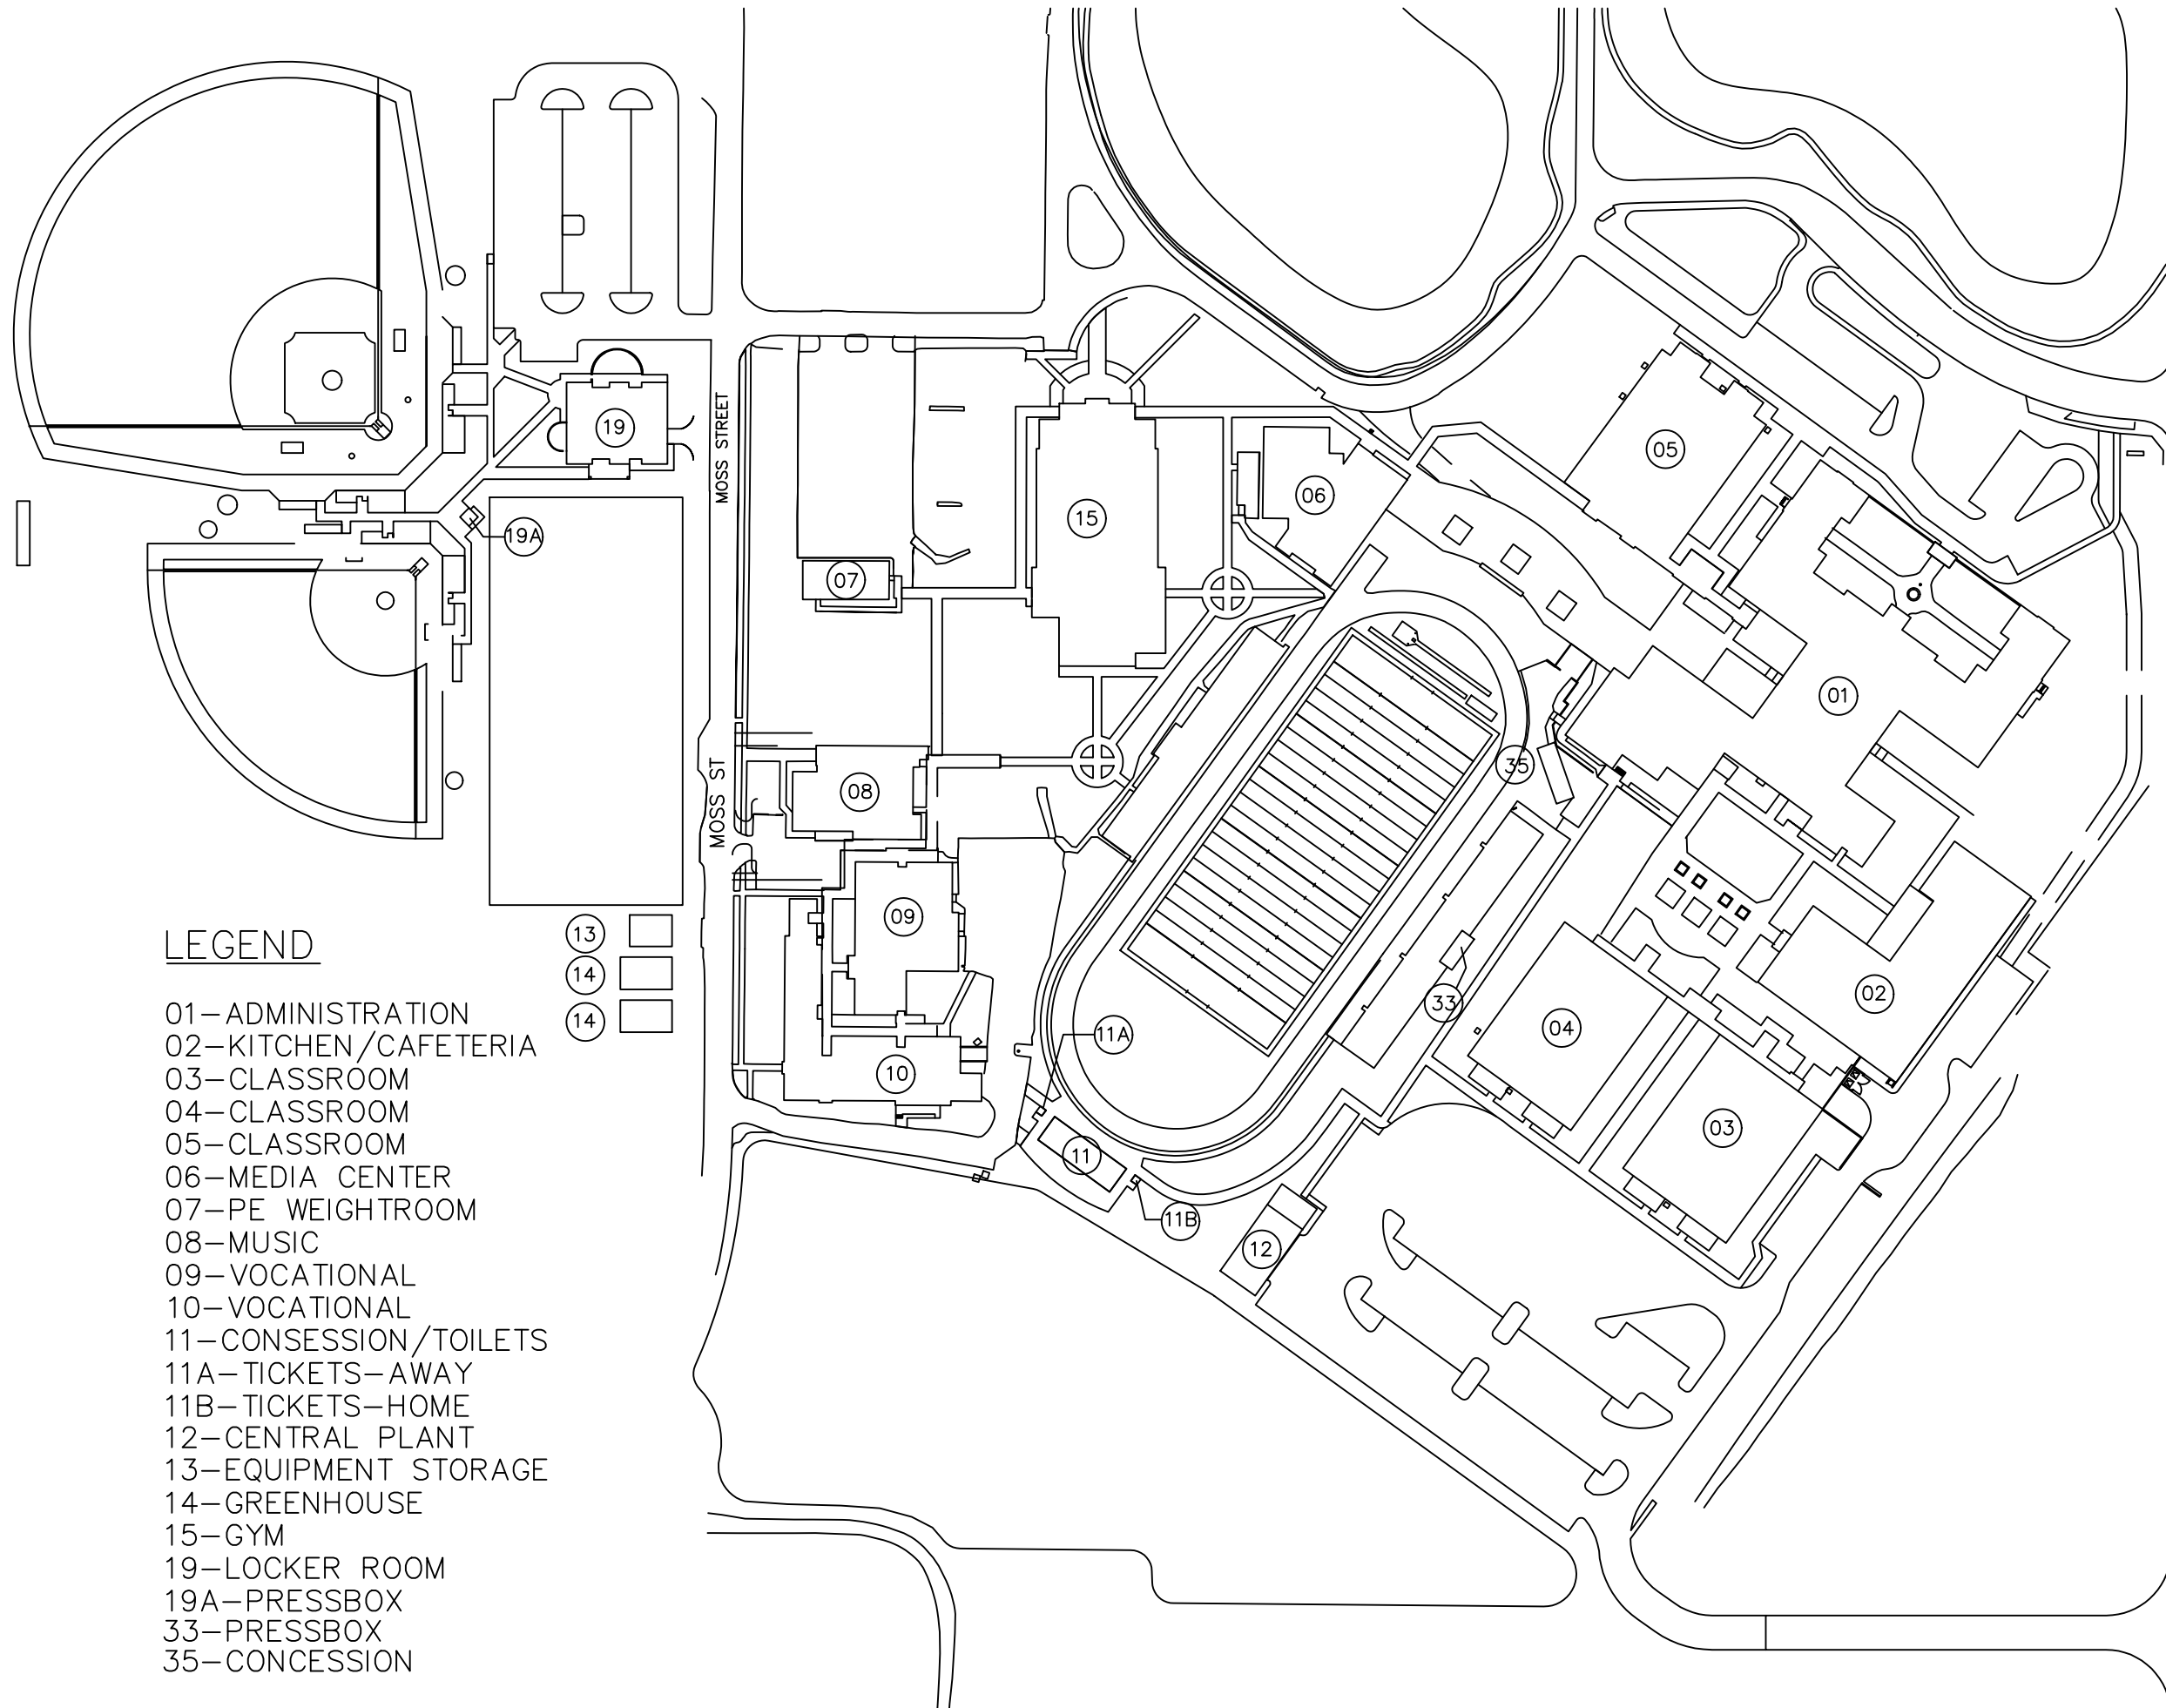 MOSS STREET
MOSS ST
19
19A
05
06
15
07
01
35
08
09
13
14
14
33
02
04
11A
10
03
11
11B
12
LEGEND
01-ADMINISTRATION
02-KITCHEN/CAFETERIA
03-CLASSROOM
04-CLASSROOM
05-CLASSROOM
06-MEDIA CENTER
07-PE WEIGHTROOM
08-MUSIC
09-VOCATIONAL
10-VOCATIONAL
11-CONSESSION/TOILETS
11A-TICKETS-AWAY
11B-TICKETS-HOME
12-CENTRAL PLANT
13-EQUIPMENT STORAGE
14-GREENHOUSE
15-GYM
19-LOCKER ROOM
19A-PRESSBOX
33-PRESSBOX
35-CONCESSION